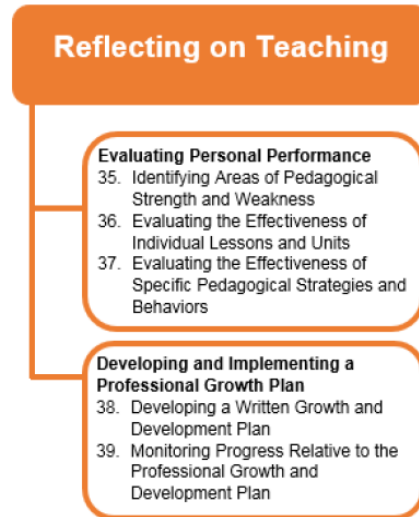 Reflecting on Teaching
Evaluating Personal Performance
35. Identifying Areas of Pedagogical
Strength and Weakness
36. Evaluating the Effectiveness of
Individual Lessons and Units
37. Evaluating the Effectiveness of
Specific Pedagogical Strategies and
Behaviors
Developing and Implementing a
Professional Growth Plan
38. Developing a Written Growth and
Development Plan
39. Monitoring Progress Relative to the
Professional Growth and
Development Plan